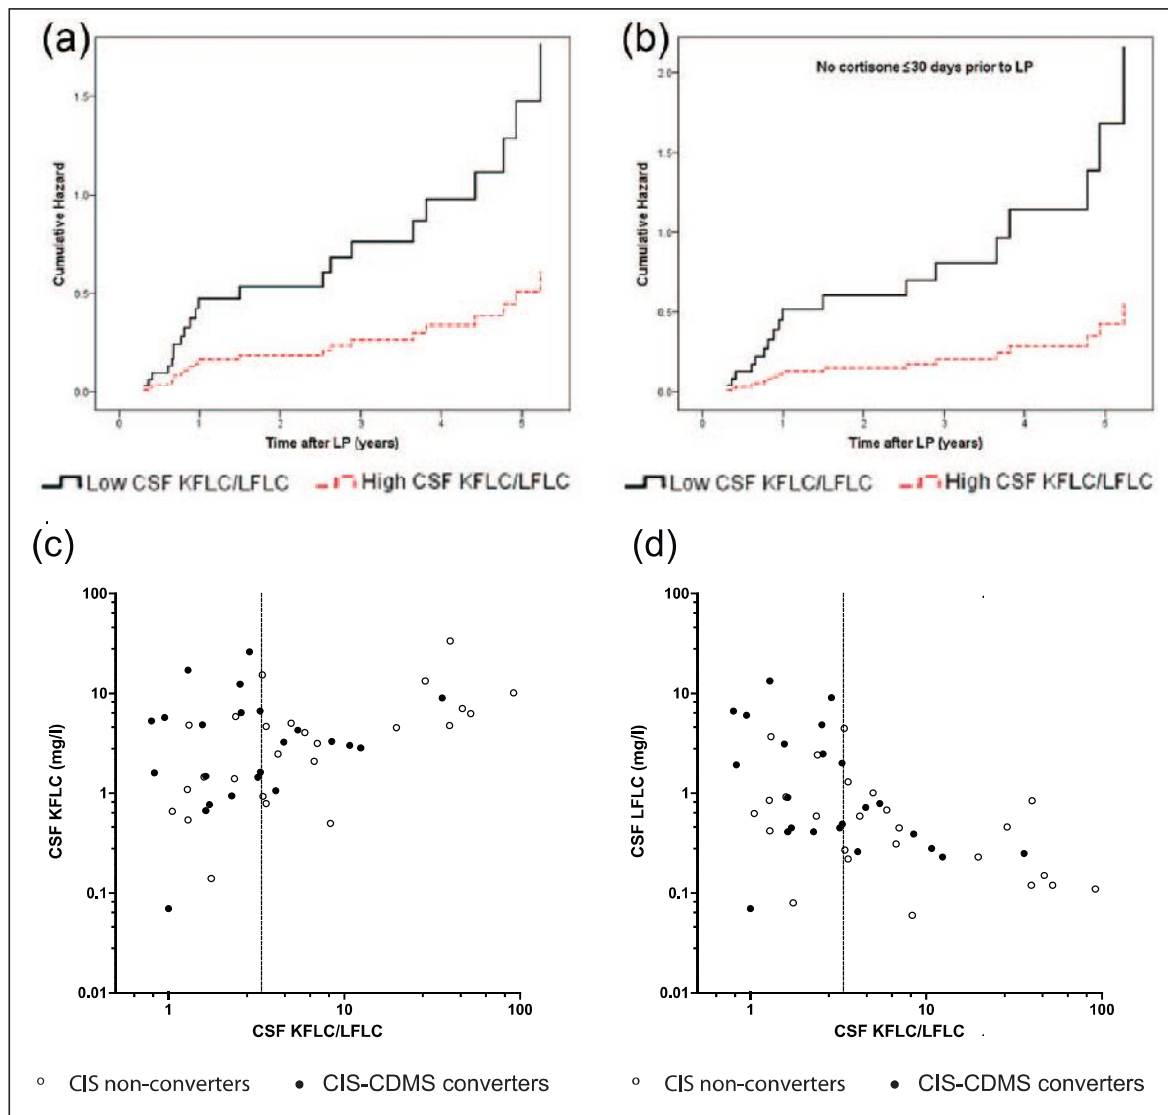 (a)
1.5
1.0
0.5
0.0
Cumulative Hazard
0 1 2 3 4 5
Time after LP (years)
Low CSF KFLC/LFLC High CSF KFLC/LFLC
(b)
No cortisone ≤30 days prior to LP
2.0
1.5
1.0
0.5
0.0
Cumulative Hazard
0 1 2 3 4 5
Time after LP (years)
Low CSF KFLC/LFLC High CSF KFLC/LFLC
(c)
100
10
1
0.1
0.01
CSF KFLC (mg/l)
1 10 100
CSF KFLC/LFLC
CIS non-converters CIS-CDMS converters
(d)
100
10
1
0.1
0.01
CSF LFLC (mg/l)
1 10 100
CSF KFLC/LFLC
CIS non-converters CIS-CDMS converters